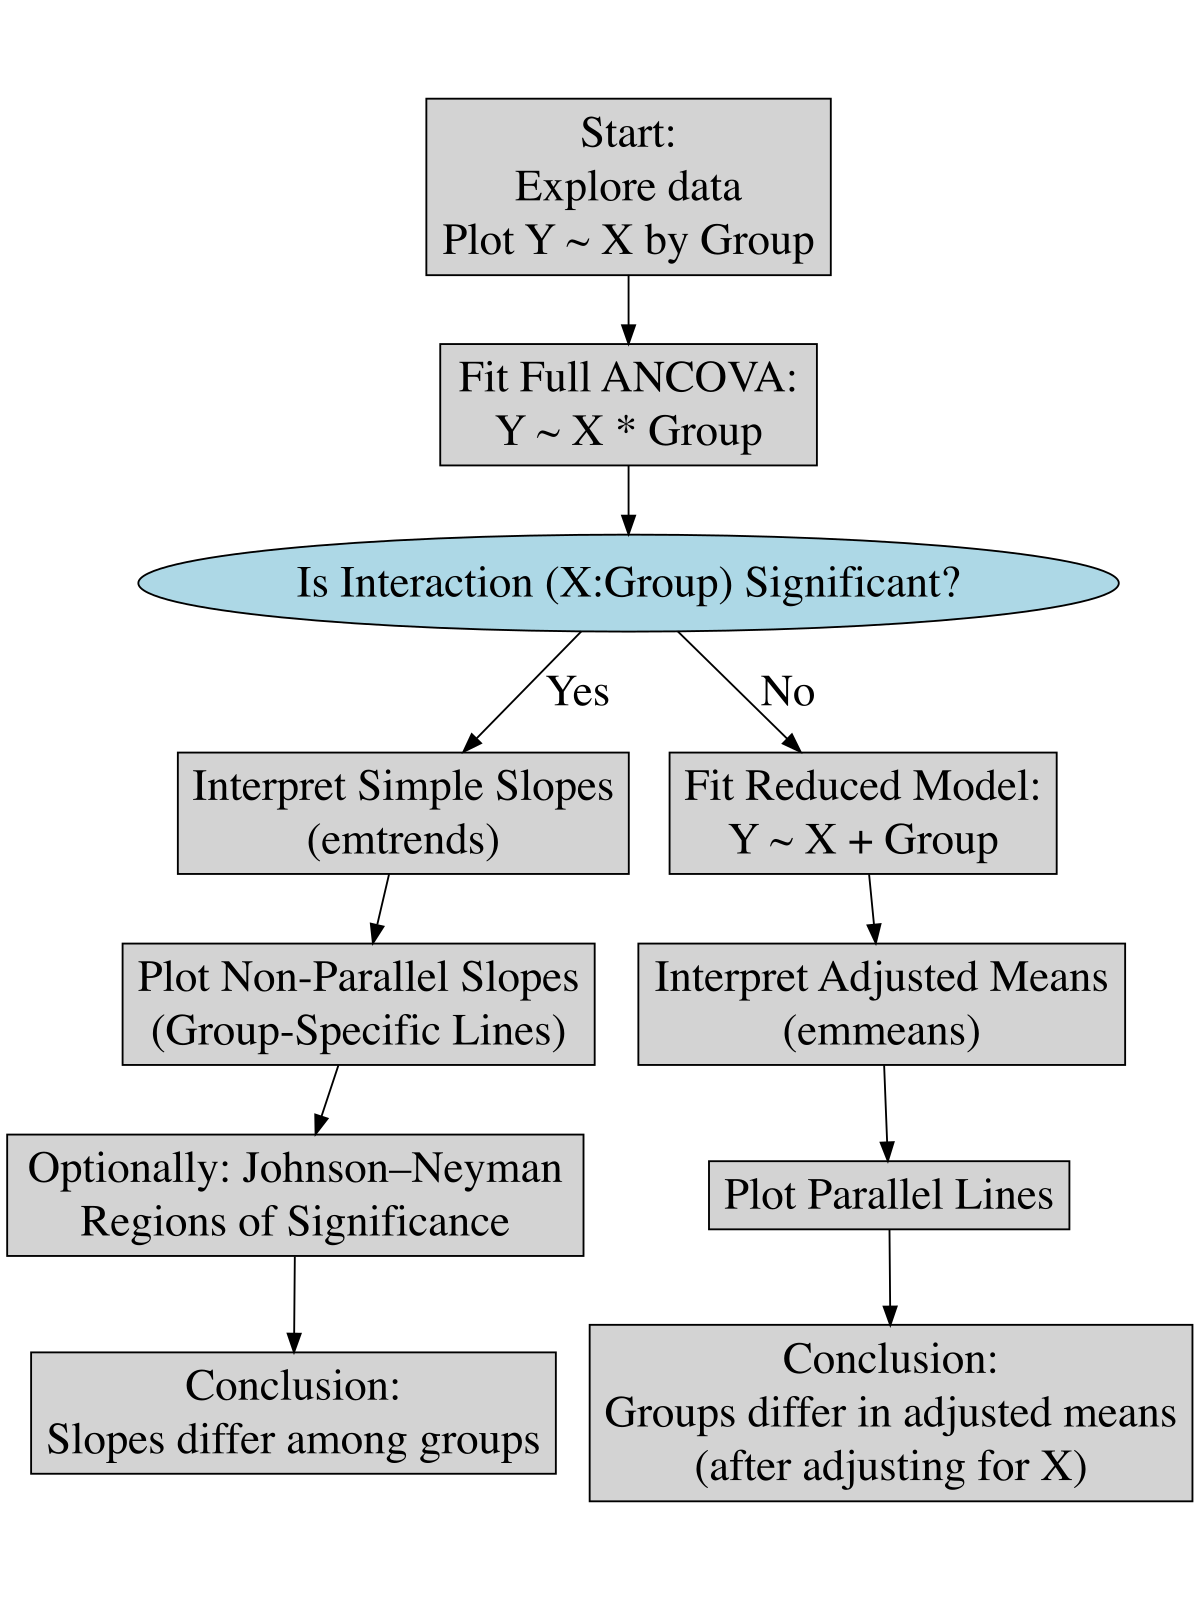 Start:
Explore data
Plot Y ~ X by Group
Fit Full ANCOVA:
Y ~ X * Group
Is Interaction (X:Group) Significant?
Yes
No
Interpret Simple Slopes
(emtrends)
Fit Reduced Model:
Y ~ X + Group
Plot Non-Parallel Slopes
(Group-Specific Lines)
Interpret Adjusted Means
(emmeans)
Optionally: Johnson–Neyman
Regions of Significance
Plot Parallel Lines
Conclusion:
Slopes differ among groups
Conclusion:
Groups differ in adjusted means
(after adjusting for X)